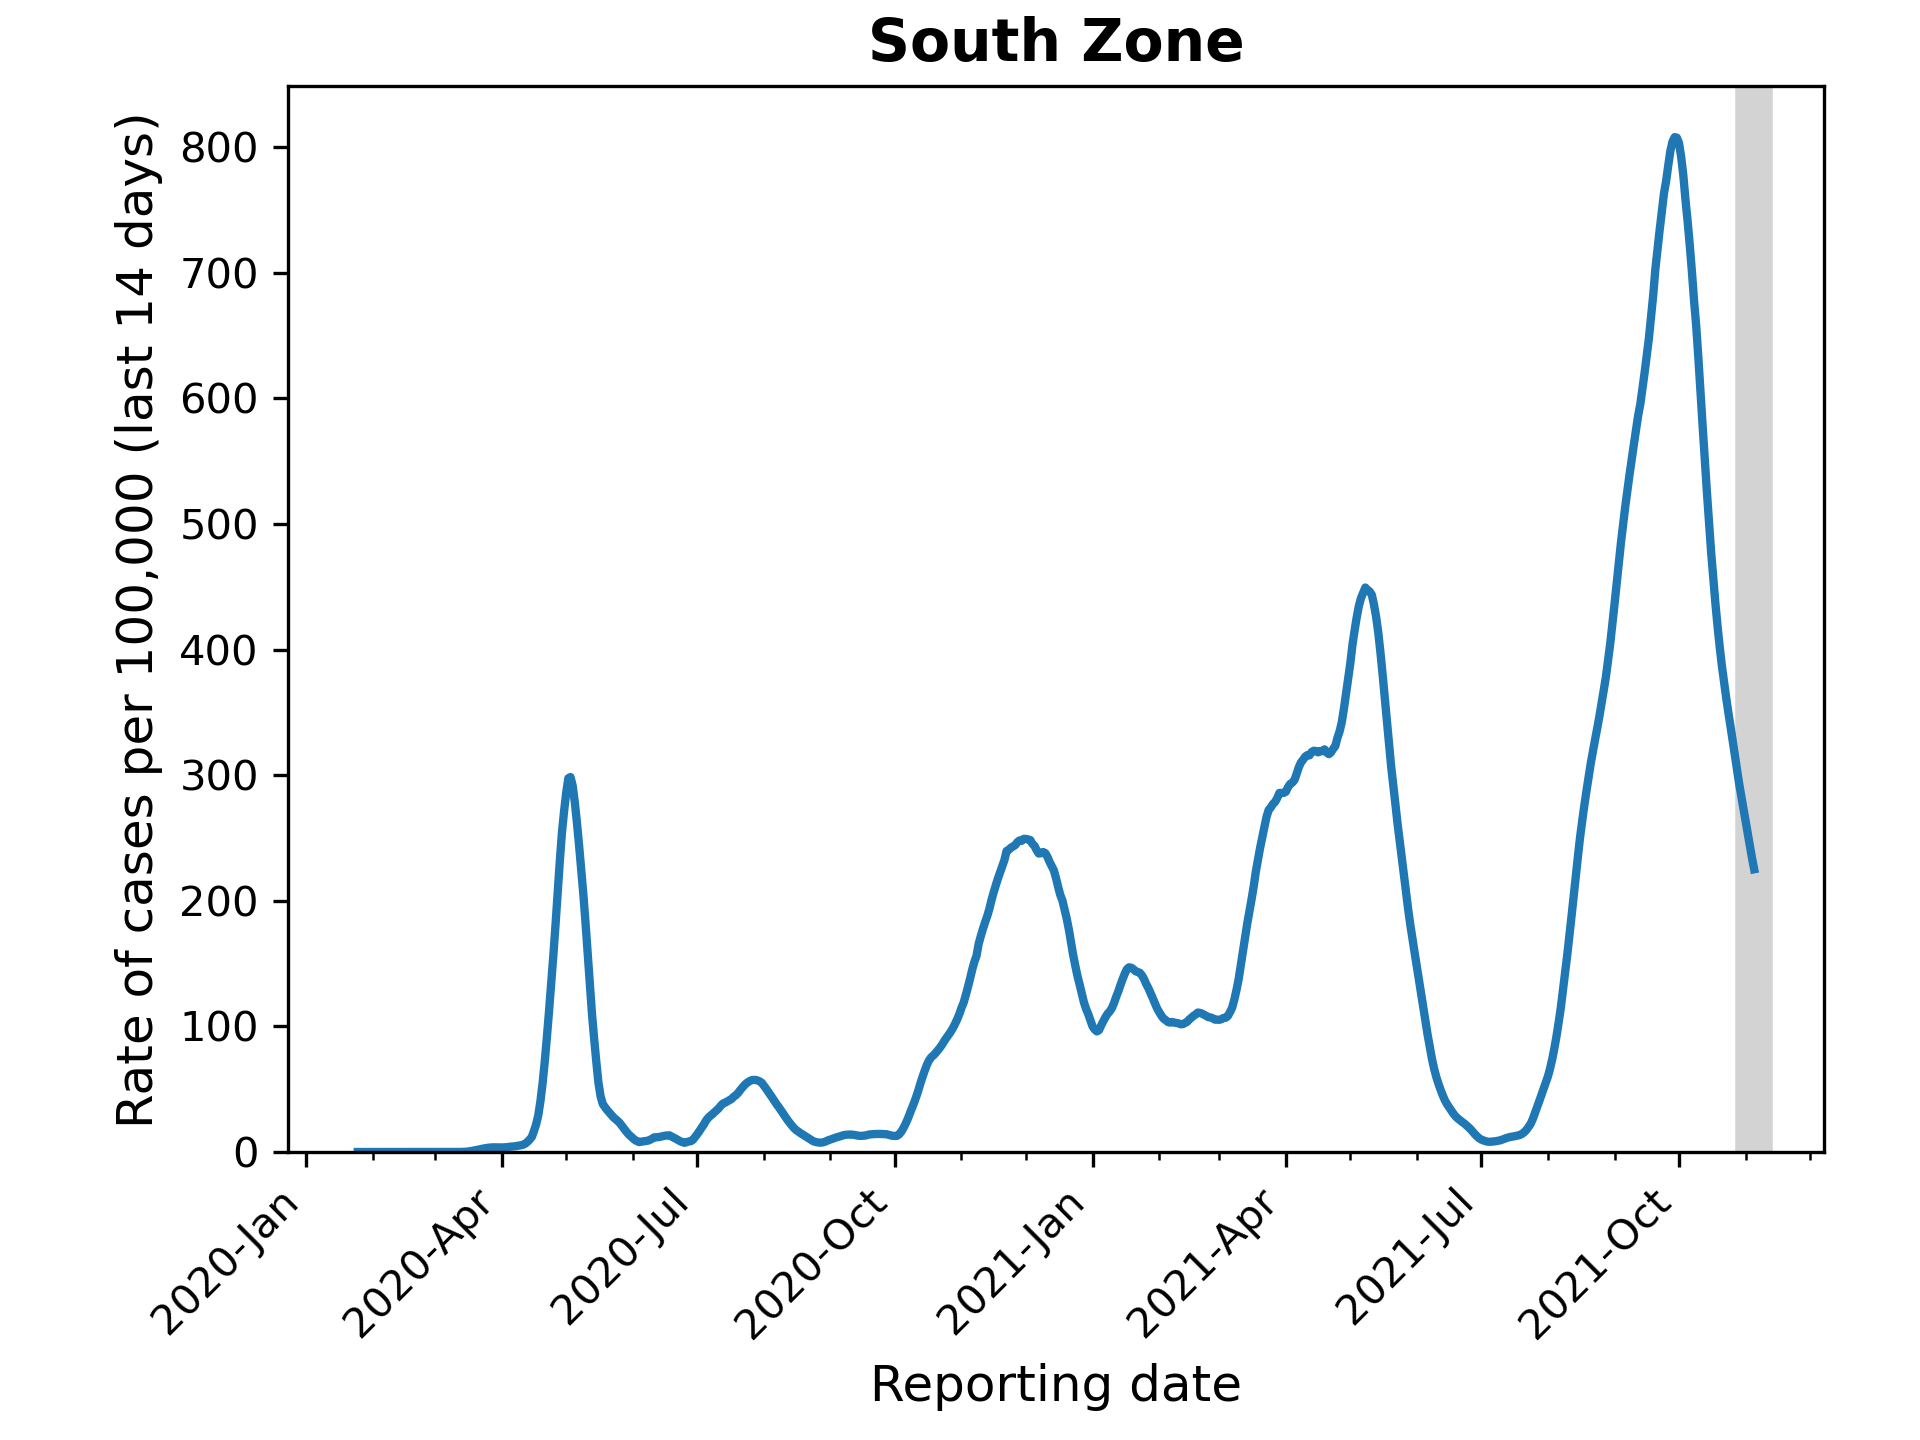 South Zone
Rate of cases per 100,000 (last 14 days)
800
700
600
500
400
300
200
100
0
2020-Jan
2020-Apr
2020-Jul
2020-Oct
2021-Jan
2021-Apr
2021-Jul
2021-Oct
Reporting date